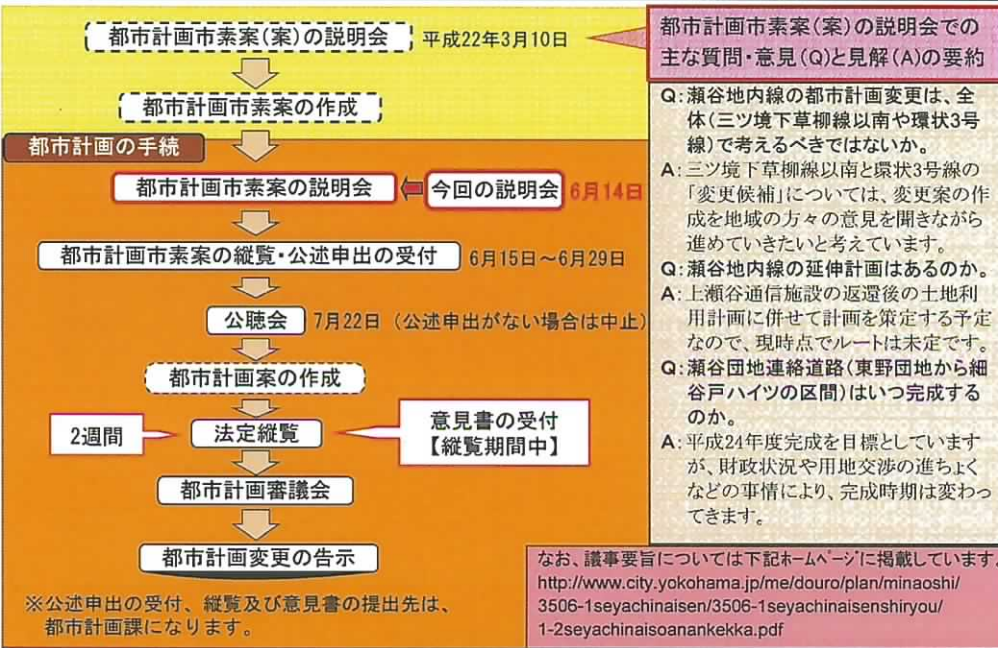 都市計画市素案(案)の説明会 平成22年3月10日
都市計画市素案の作成
都市計画の手続
都市計画市素案の説明会 今回の説明会 6月14日
都市計画市素案の縦覧・公述申出の受付 6月15日～6月29日
公聴会 7月22日 (公述申出がない場合は中止)
都市計画案の作成
2週間
法定縦覧
意見書の受付
【縦覧期間中】
都市計画審議会
都市計画変更の告示
※公述申出の受付、縦覧及び意見書の提出先は、
都市計画課になります。
都市計画市素案(案)の説明会での
主な質問・意見(Q)と見解(A)の要約
Q:瀬谷地内線の都市計画変更は、全
体(三ツ境下草柳線以南や環状3号
線)で考えるべきではないか。
A:三ツ境下草柳線以南と環状3号線の
「変更候補」については、変更案の作
成を地域の方々の意見を聞きながら
進めていきたいと考えています。
Q:瀬谷地内線の延伸計画はあるのか。
A:上瀬谷通信施設の返還後の土地利
用計画に併せて計画を策定する予定
なので、現時点でルートは未定です。
Q:瀬谷団地連絡道路(東野団地から細
谷戸ハイツの区間)はいつ完成する
のか。
A:平成24年度完成を目標としています
が、財政状況や用地交渉の進ちょく
などの事情により、完成時期は変わっ
てきます。
なお、議事要旨については下記ホームページに掲載しています。
http://www.city.yokohama.jp/me/douro/plan/minaoshi/
3506-1seyachinaisen/3506-1seyachinaisenshiryou/
1-2seyachinaisoanankekka.pdf